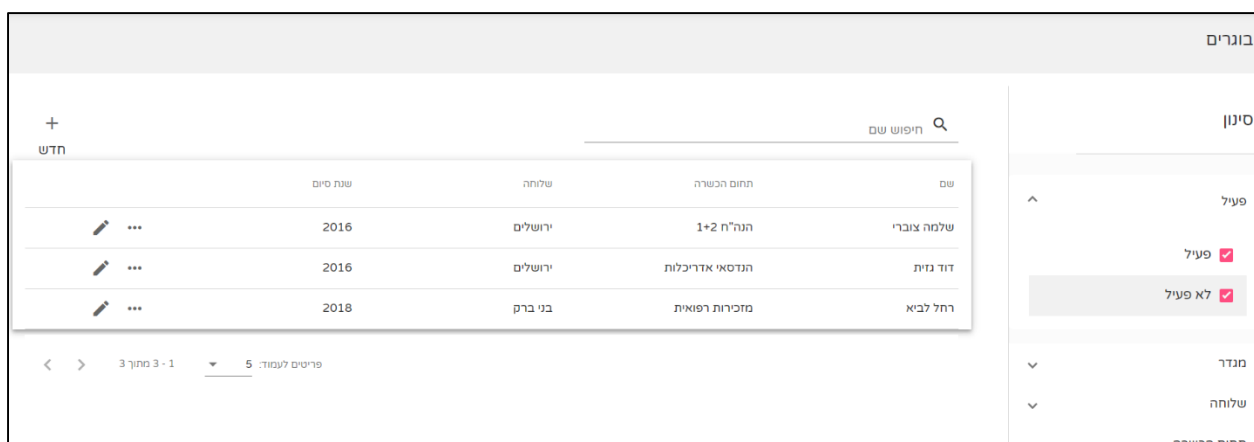 בוגרים
סינון
חיפוש שם
+
חדש
שם תחום הכשרה שלוחה שנת סיום
שלמה צוברי הנה"ח 1+2 ירושלים 2016
דוד גזית הנדסאי אדריכלות ירושלים 2016
רחל לביא מזכירות רפואית בני ברק 2018
פריטים לעמוד: 5 1 - 3 מתוך 3
פעיל
פעיל
לא פעיל
מגדר
שלוחה